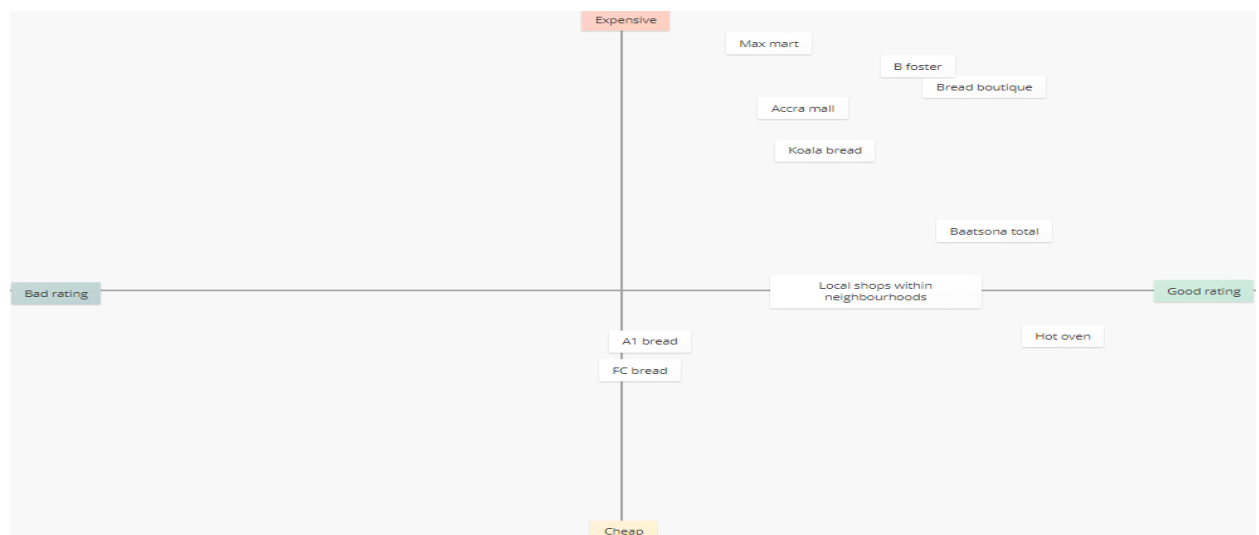 Expensive
Max mart
B foster
Bread boutique
Accra mall
Koala bread
Baatsona total
Local shops within
neighbourhoods
Bad rating
Good rating
Hot oven
A1 bread
FC bread
Cheap